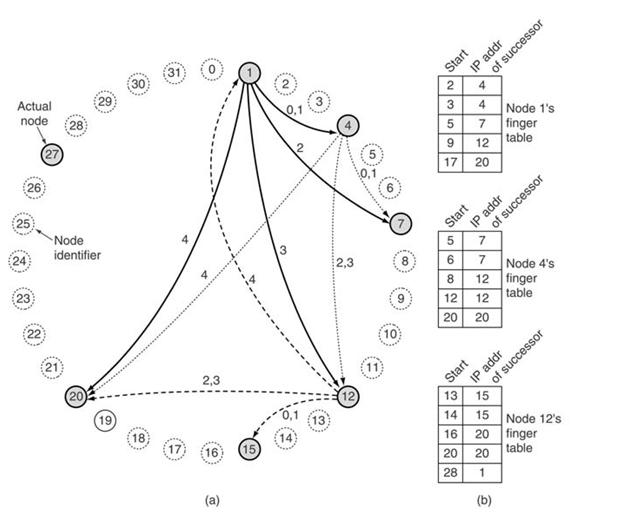 0
1
2
3
4
5
6
7
8
9
10
11
12
13
14
15
16
17
18
19
20
21
22
23
24
25
26
27
28
29
30
31
Actual
node
Node
identifier
0,1
2
0,1
4
3
2,3
4
4
2,3
0,1
(a)
Start
IP addr
of successor
2 4
3 4
5 7
9 12
17 20
Node 1's
finger
table
Start
IP addr
of successor
5 7
6 7
8 12
12 12
20 20
Node 4's
finger
table
Start
IP addr
of successor
13 15
14 15
16 20
20 20
28 1
Node 12's
finger
table
(b)